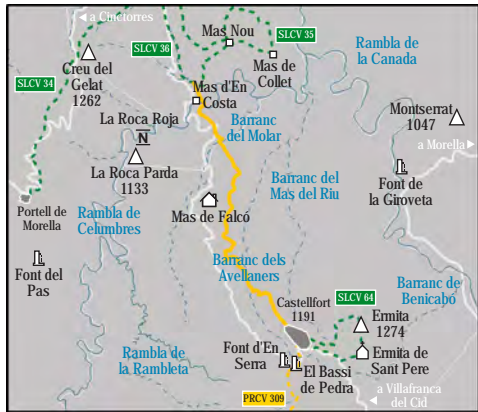 a Cinctorres
SLCV 36
Mas Nou
SLCV 35
Rambla de
la Canada
Creu del
Gelat
1262
SLCV 34
Mas de
Collet
Mas d'En
Costa
La Roca Roja
N
Barranc
del Molar
Montserrat
1047
a Morella
La Roca Parda
1133
Barranc del
Mas del Riu
Font de
la Giroveta
Portell de
Morella
Rambla de
Celumbres
Mas de Falcó
Font del
Pas
Barranc dels
Avellaners
Barranc de
Benicabó
Castellfort
1191
SLCV 64
Ermita
1274
Rambla de
la Rambleta
Font d'En
Serra
El Bassi
de Pedra
Ermita de
Sant Pere
PRCV 309
a Villafranca
del Cid